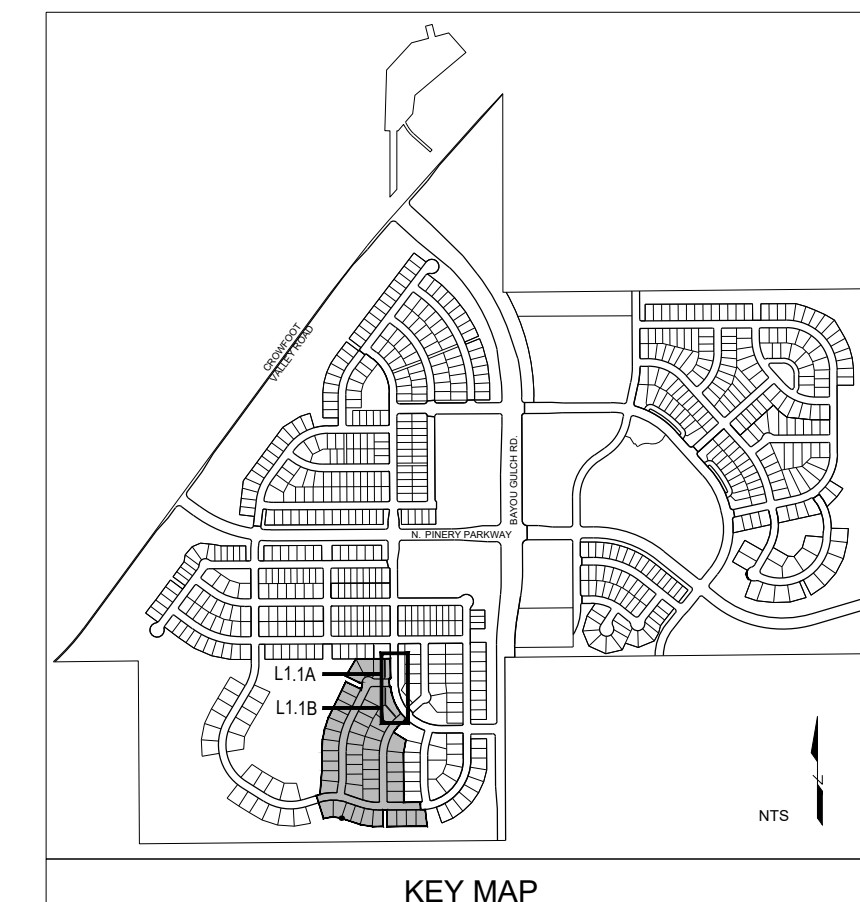 CROWFOOT
VALLEY ROAD
BAYOU GULCH RD.
N. PINERY PARKWAY
L1.1A
L1.1B
NTS
Z
KEY MAP